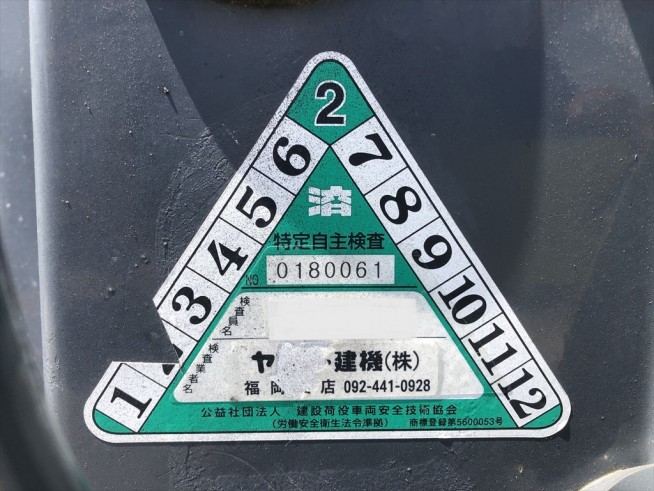 2
6 7
5 8
4 9
3 10
11
1 12
済
特定自主検査
NO 0180061
検査員名
検査業者名
ヤ 建機(株)
福岡 店 092-441-0928
公益社団法人 建設荷役車両安全技術協会
(労働安全衛生法令準拠) 商標登録第5600053号